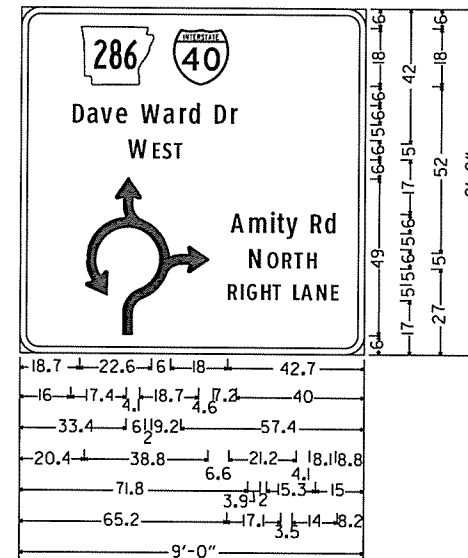 286
INTERSTATE
40
Dave Ward Dr
WEST
Amity Rd
NORTH
RIGHT LANE
6 18 6 6 5 6 6 49 6
42 5 17 6 5 6 5 5 17
6 18 52 5 27
18.7 22.6 6 18 42.7
16 17.4 4.1 18.7 4.6 7.2 40
33.4 6 2 9.2 57.4
20.4 38.8 6.6 21.2 4.1 8.1 8.8
71.8 3.9 2 15.3 15
65.2 17.1 3.5 14 8.2
9'-0"